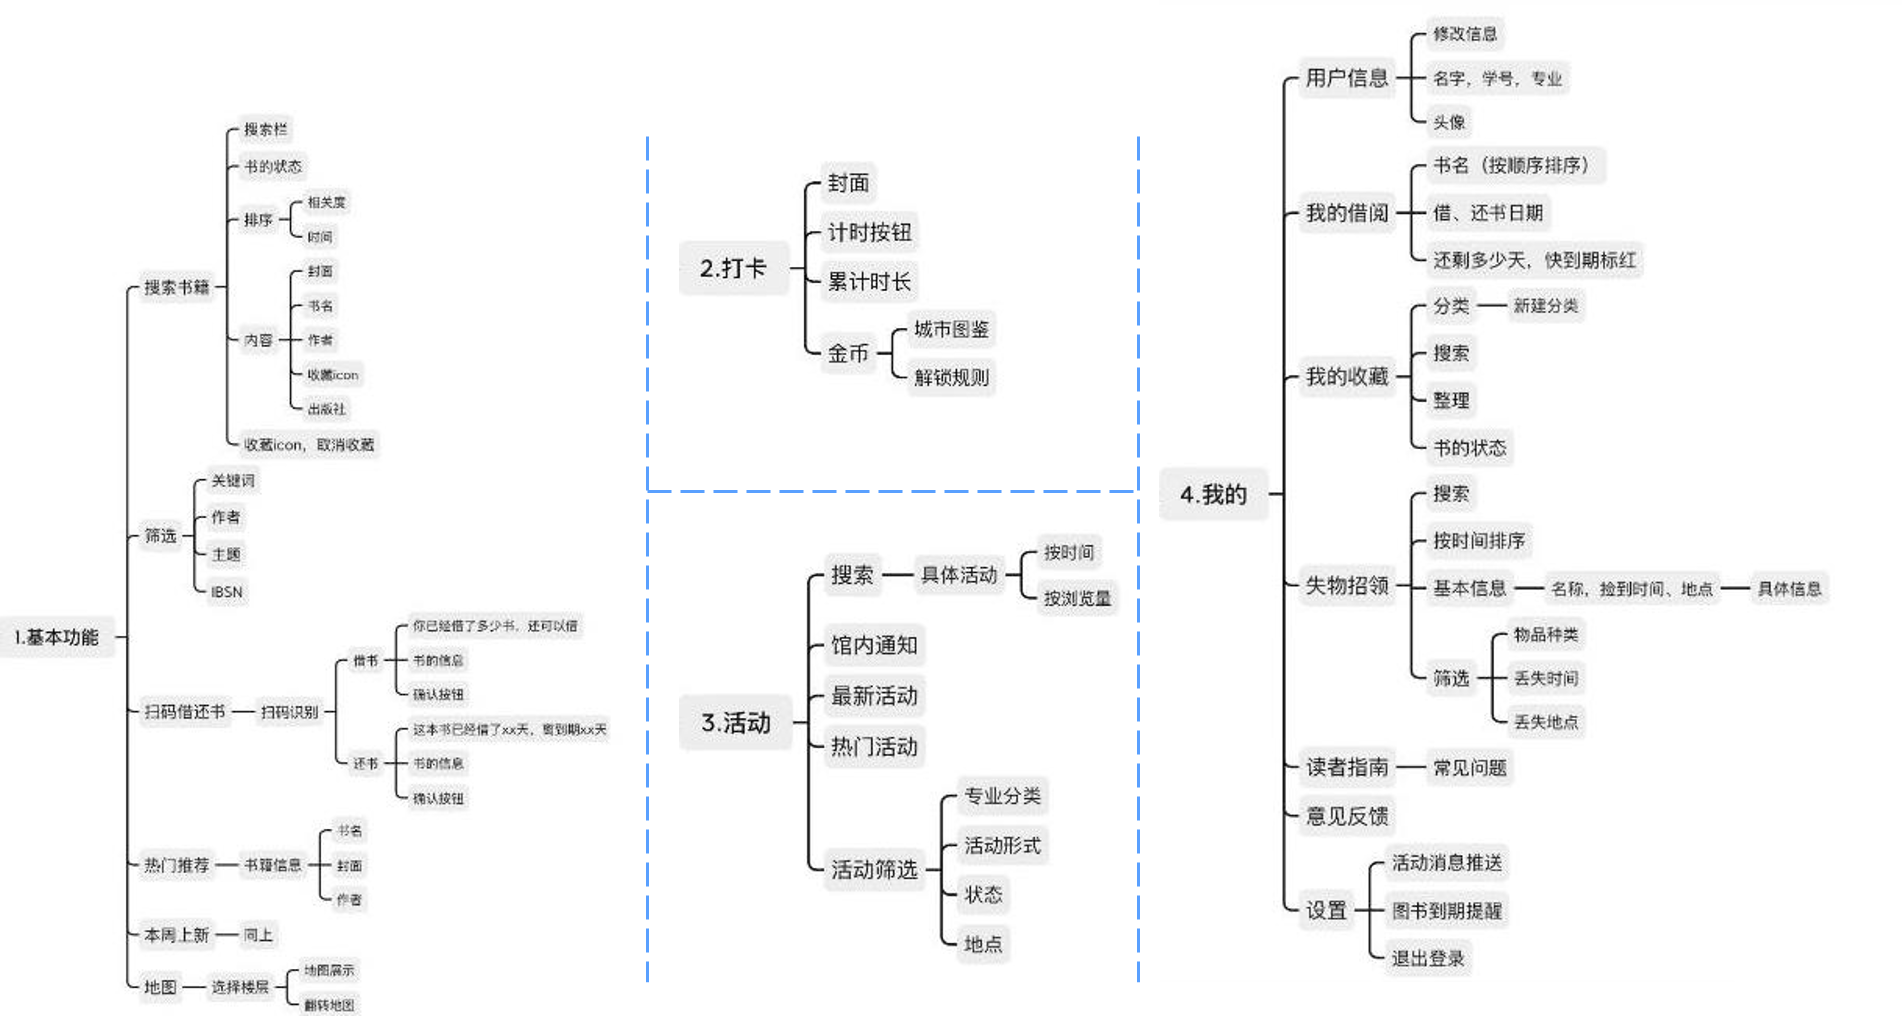 1.基本功能
搜索书籍
搜索栏
书的状态
排序
相关度
时间
内容
封面
书名
作者
收藏icon
出版社
收藏icon，取消收藏
筛选
关键词
作者
主题
IBSN
扫码借还书
扫码识别
借书
你已经借了多少书，还可以借
书的信息
确认按钮
还书
这本书已经借了xx天，离到期xx天
书的信息
确认按钮
热门推荐
书籍信息
书名
封面
作者
本周上新
同上
地图
选择楼层
地图展示
翻转地图
2.打卡
封面
计时按钮
累计时长
金币
城市图鉴
解锁规则
3.活动
搜索
具体活动
按时间
按浏览量
馆内通知
最新活动
热门活动
活动筛选
专业分类
活动形式
状态
地点
4.我的
用户信息
修改信息
名字，学号，专业
头像
我的借阅
书名（按顺序排序）
借、还书日期
还剩多少天，快到期标红
我的收藏
分类
新建分类
搜索
整理
书的状态
失物招领
搜索
按时间排序
基本信息
名称，捡到时间、地点
具体信息
筛选
物品种类
丢失时间
丢失地点
读者指南
常见问题
意见反馈
设置
活动消息推送
图书到期提醒
退出登录